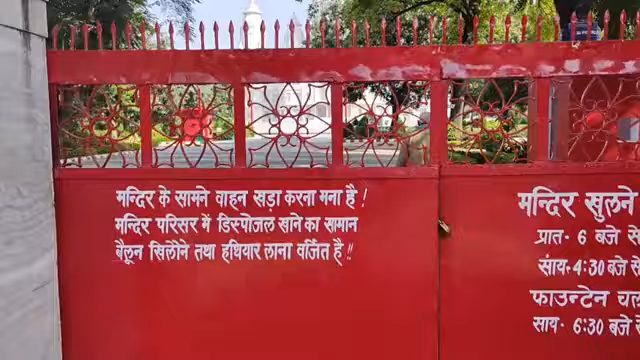 मन्दिर के सामने वाहन खड़ा करना मना है !
मन्दिर परिसर में डिस्पोजल खाने का सामान
बैलून खिलौने तथा हथियार लाना वर्जित है !!
मन्दिर खुलने
प्रातः 6 बजे से
सांयः 4:30 बजे से
फाउन्टेन चल
सायः 6:30 बजे से